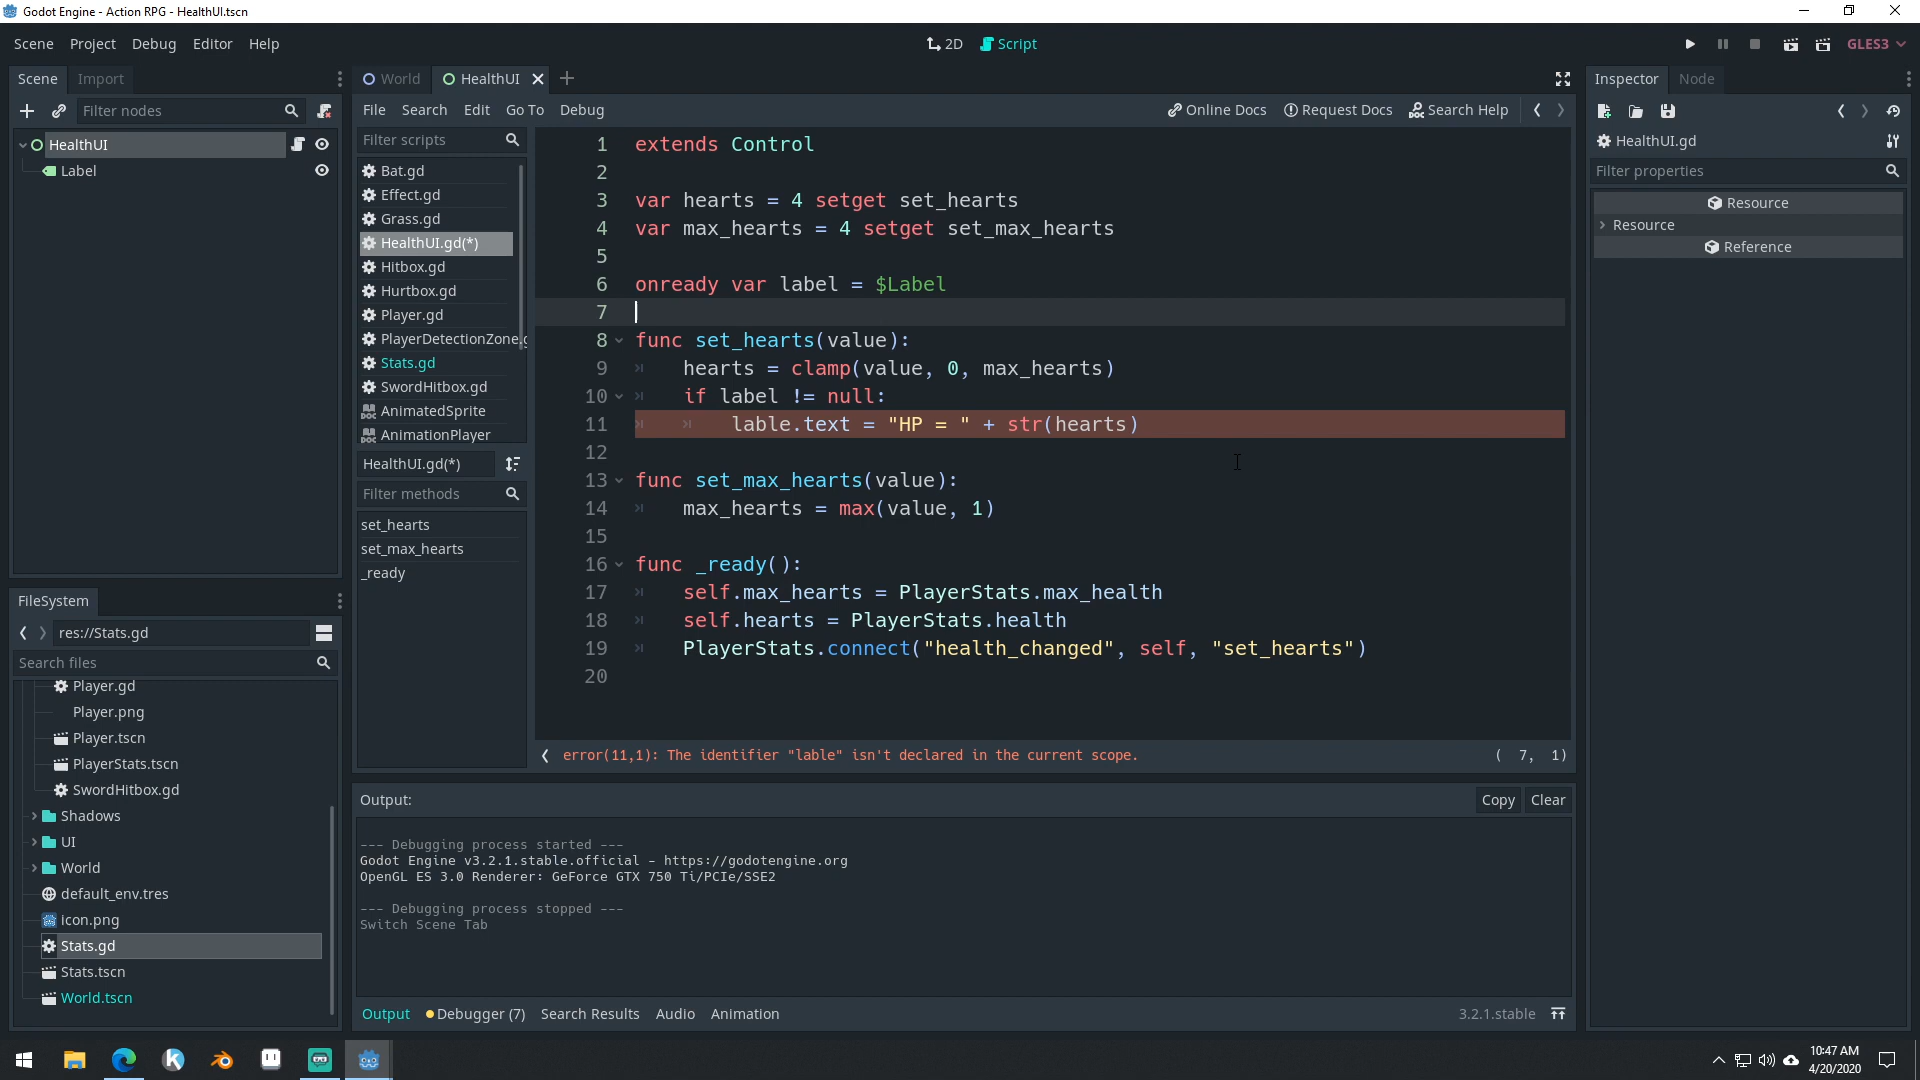 Godot Engine - Action RPG - HealthUI.tscn
Scene Project Debug Editor Help
2D Script
GLES3
Scene Import
Filter nodes
HealthUI
Label
World HealthUI
File Search Edit Go To Debug
Online Docs Request Docs Search Help
Filter scripts
Bat.gd
Effect.gd
Grass.gd
HealthUI.gd(*)
Hitbox.gd
Hurtbox.gd
Player.gd
PlayerDetectionZone.g
Stats.gd
SwordHitbox.gd
AnimatedSprite
AnimationPlayer
HealthUI.gd(*)
Filter methods
set_hearts
set_max_hearts
_ready
1 extends Control
2
3 var hearts = 4 setget set_hearts
4 var max_hearts = 4 setget set_max_hearts
5
6 onready var label = $Label
7
8 func set_hearts(value):
9 hearts = clamp(value, 0, max_hearts)
10 if label != null:
11 lable.text = "HP = " + str(hearts)
12
13 func set_max_hearts(value):
14 max_hearts = max(value, 1)
15
16 func _ready():
17 self.max_hearts = PlayerStats.max_health
18 self.hearts = PlayerStats.health
19 PlayerStats.connect("health_changed", self, "set_hearts")
20
error(11,1): The identifier "lable" isn't declared in the current scope.
( 7, 1)
Inspector Node
HealthUI.gd
Filter properties
Resource
Resource
Reference
FileSystem
res://Stats.gd
Search files
Player.gd
Player.png
Player.tscn
PlayerStats.tscn
SwordHitbox.gd
Shadows
UI
World
default_env.tres
icon.png
Stats.gd
Stats.tscn
World.tscn
Output:
Copy Clear
--- Debugging process started ---
Godot Engine v3.2.1.stable.official - https://godotengine.org
OpenGL ES 3.0 Renderer: GeForce GTX 750 Ti/PCIe/SSE2
--- Debugging process stopped ---
Switch Scene Tab
Output Debugger (7) Search Results Audio Animation
3.2.1.stable
10:47 AM
4/20/2020